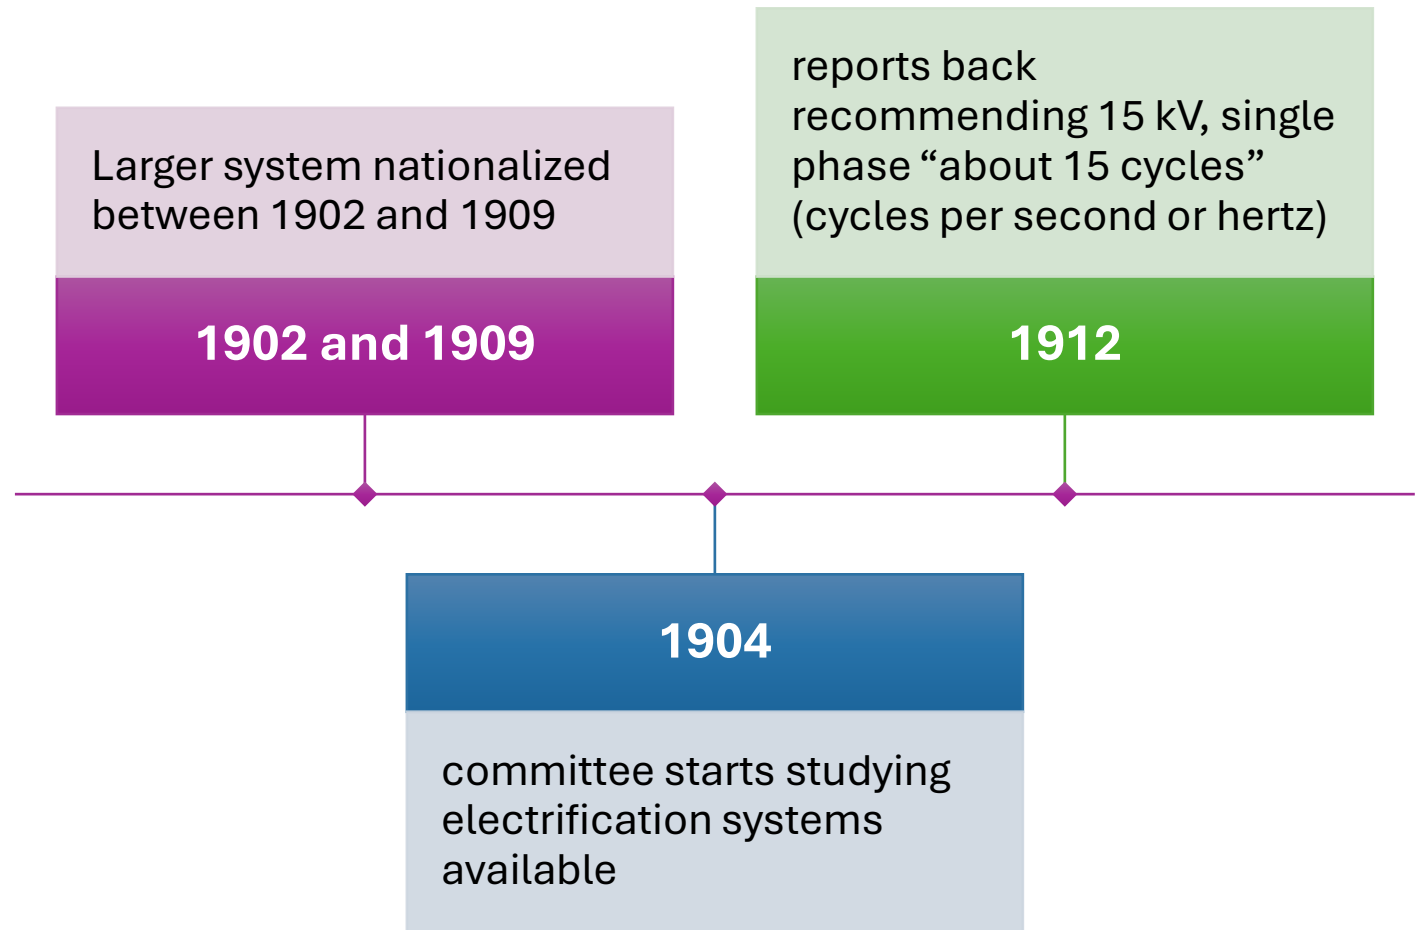 Larger system nationalized
between 1902 and 1909
1902 and 1909
1904
committee starts studying
electrification systems
available
reports back
recommending 15 kV, single
phase “about 15 cycles”
(cycles per second or hertz)
1912